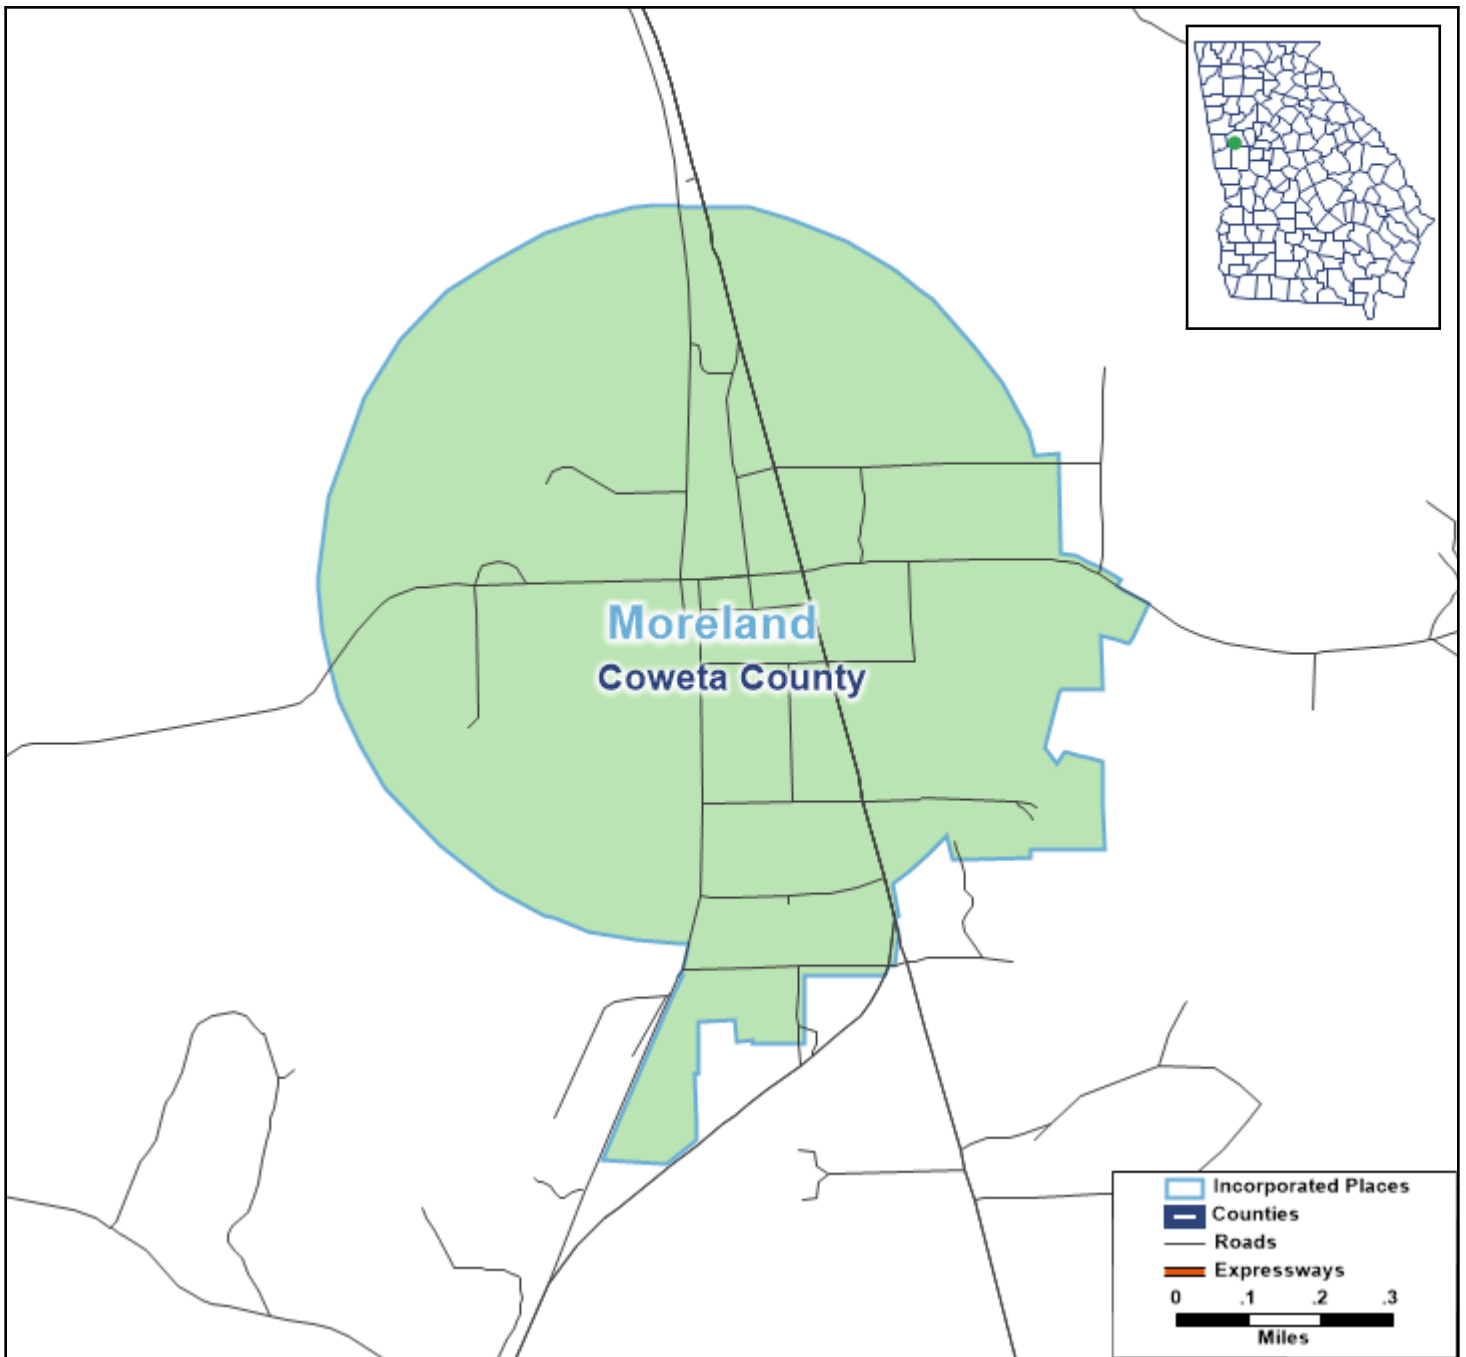 Moreland
Coweta County
Incorporated Places
Counties
Roads
Expressways
0 .1 .2 .3
Miles